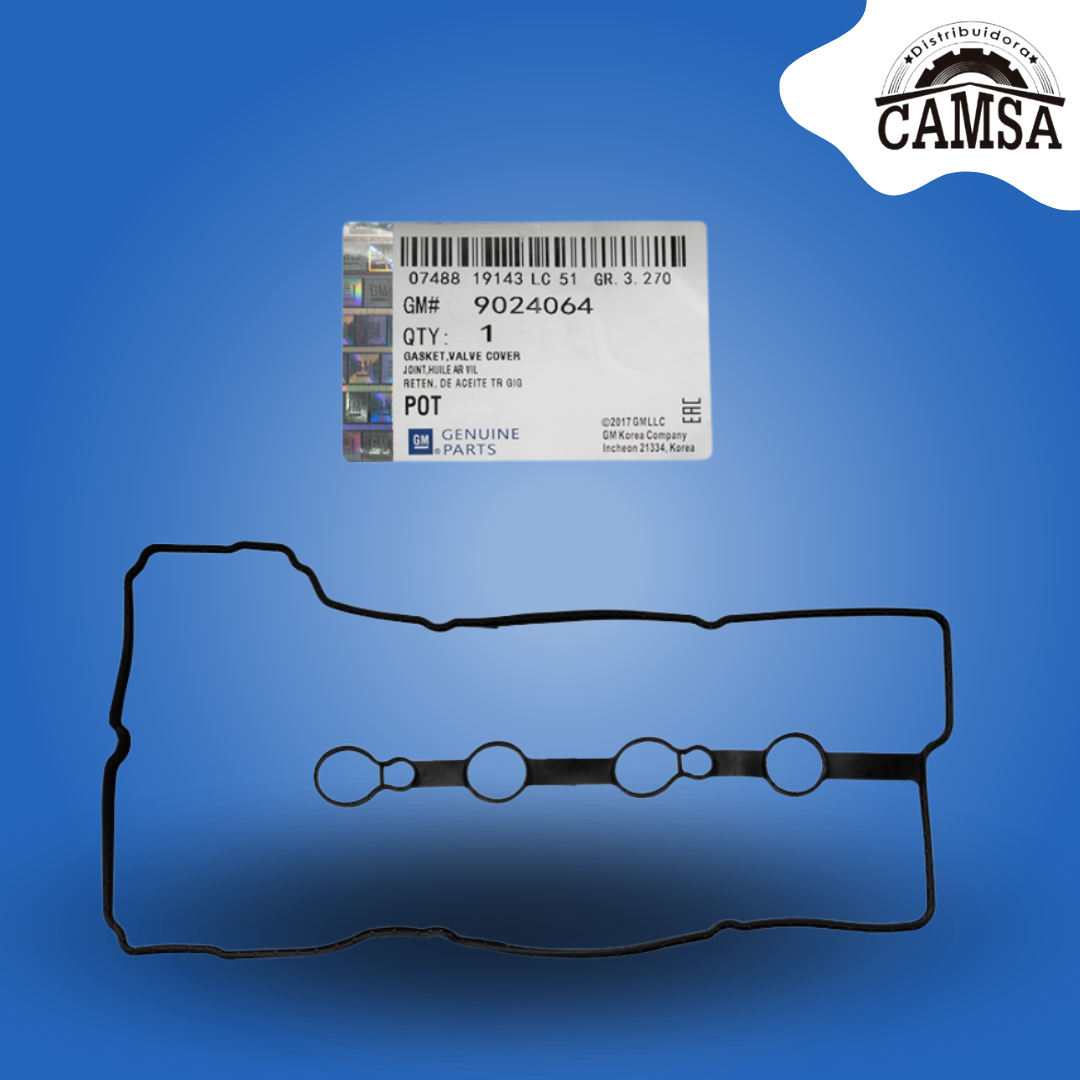 ★Distribuidora★
CAMSA
07488 19143 LC 51 GR. 3. 270
GM# 9024064
QTY: 1
GASKET,VALVE COVER
JOINT,HUILE AR VIL
RETEN, DE ACEITE TR GIG
POT
EAC
©2017 GMLLC
GM Korea Company
Incheon 21334, Korea
GM
® GENUINE
PARTS